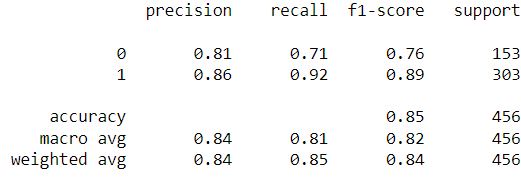 precision recall f1-score support
0 0.81 0.71 0.76 153
1 0.86 0.92 0.89 303
accuracy 0.85 456
macro avg 0.84 0.81 0.82 456
weighted avg 0.84 0.85 0.84 456